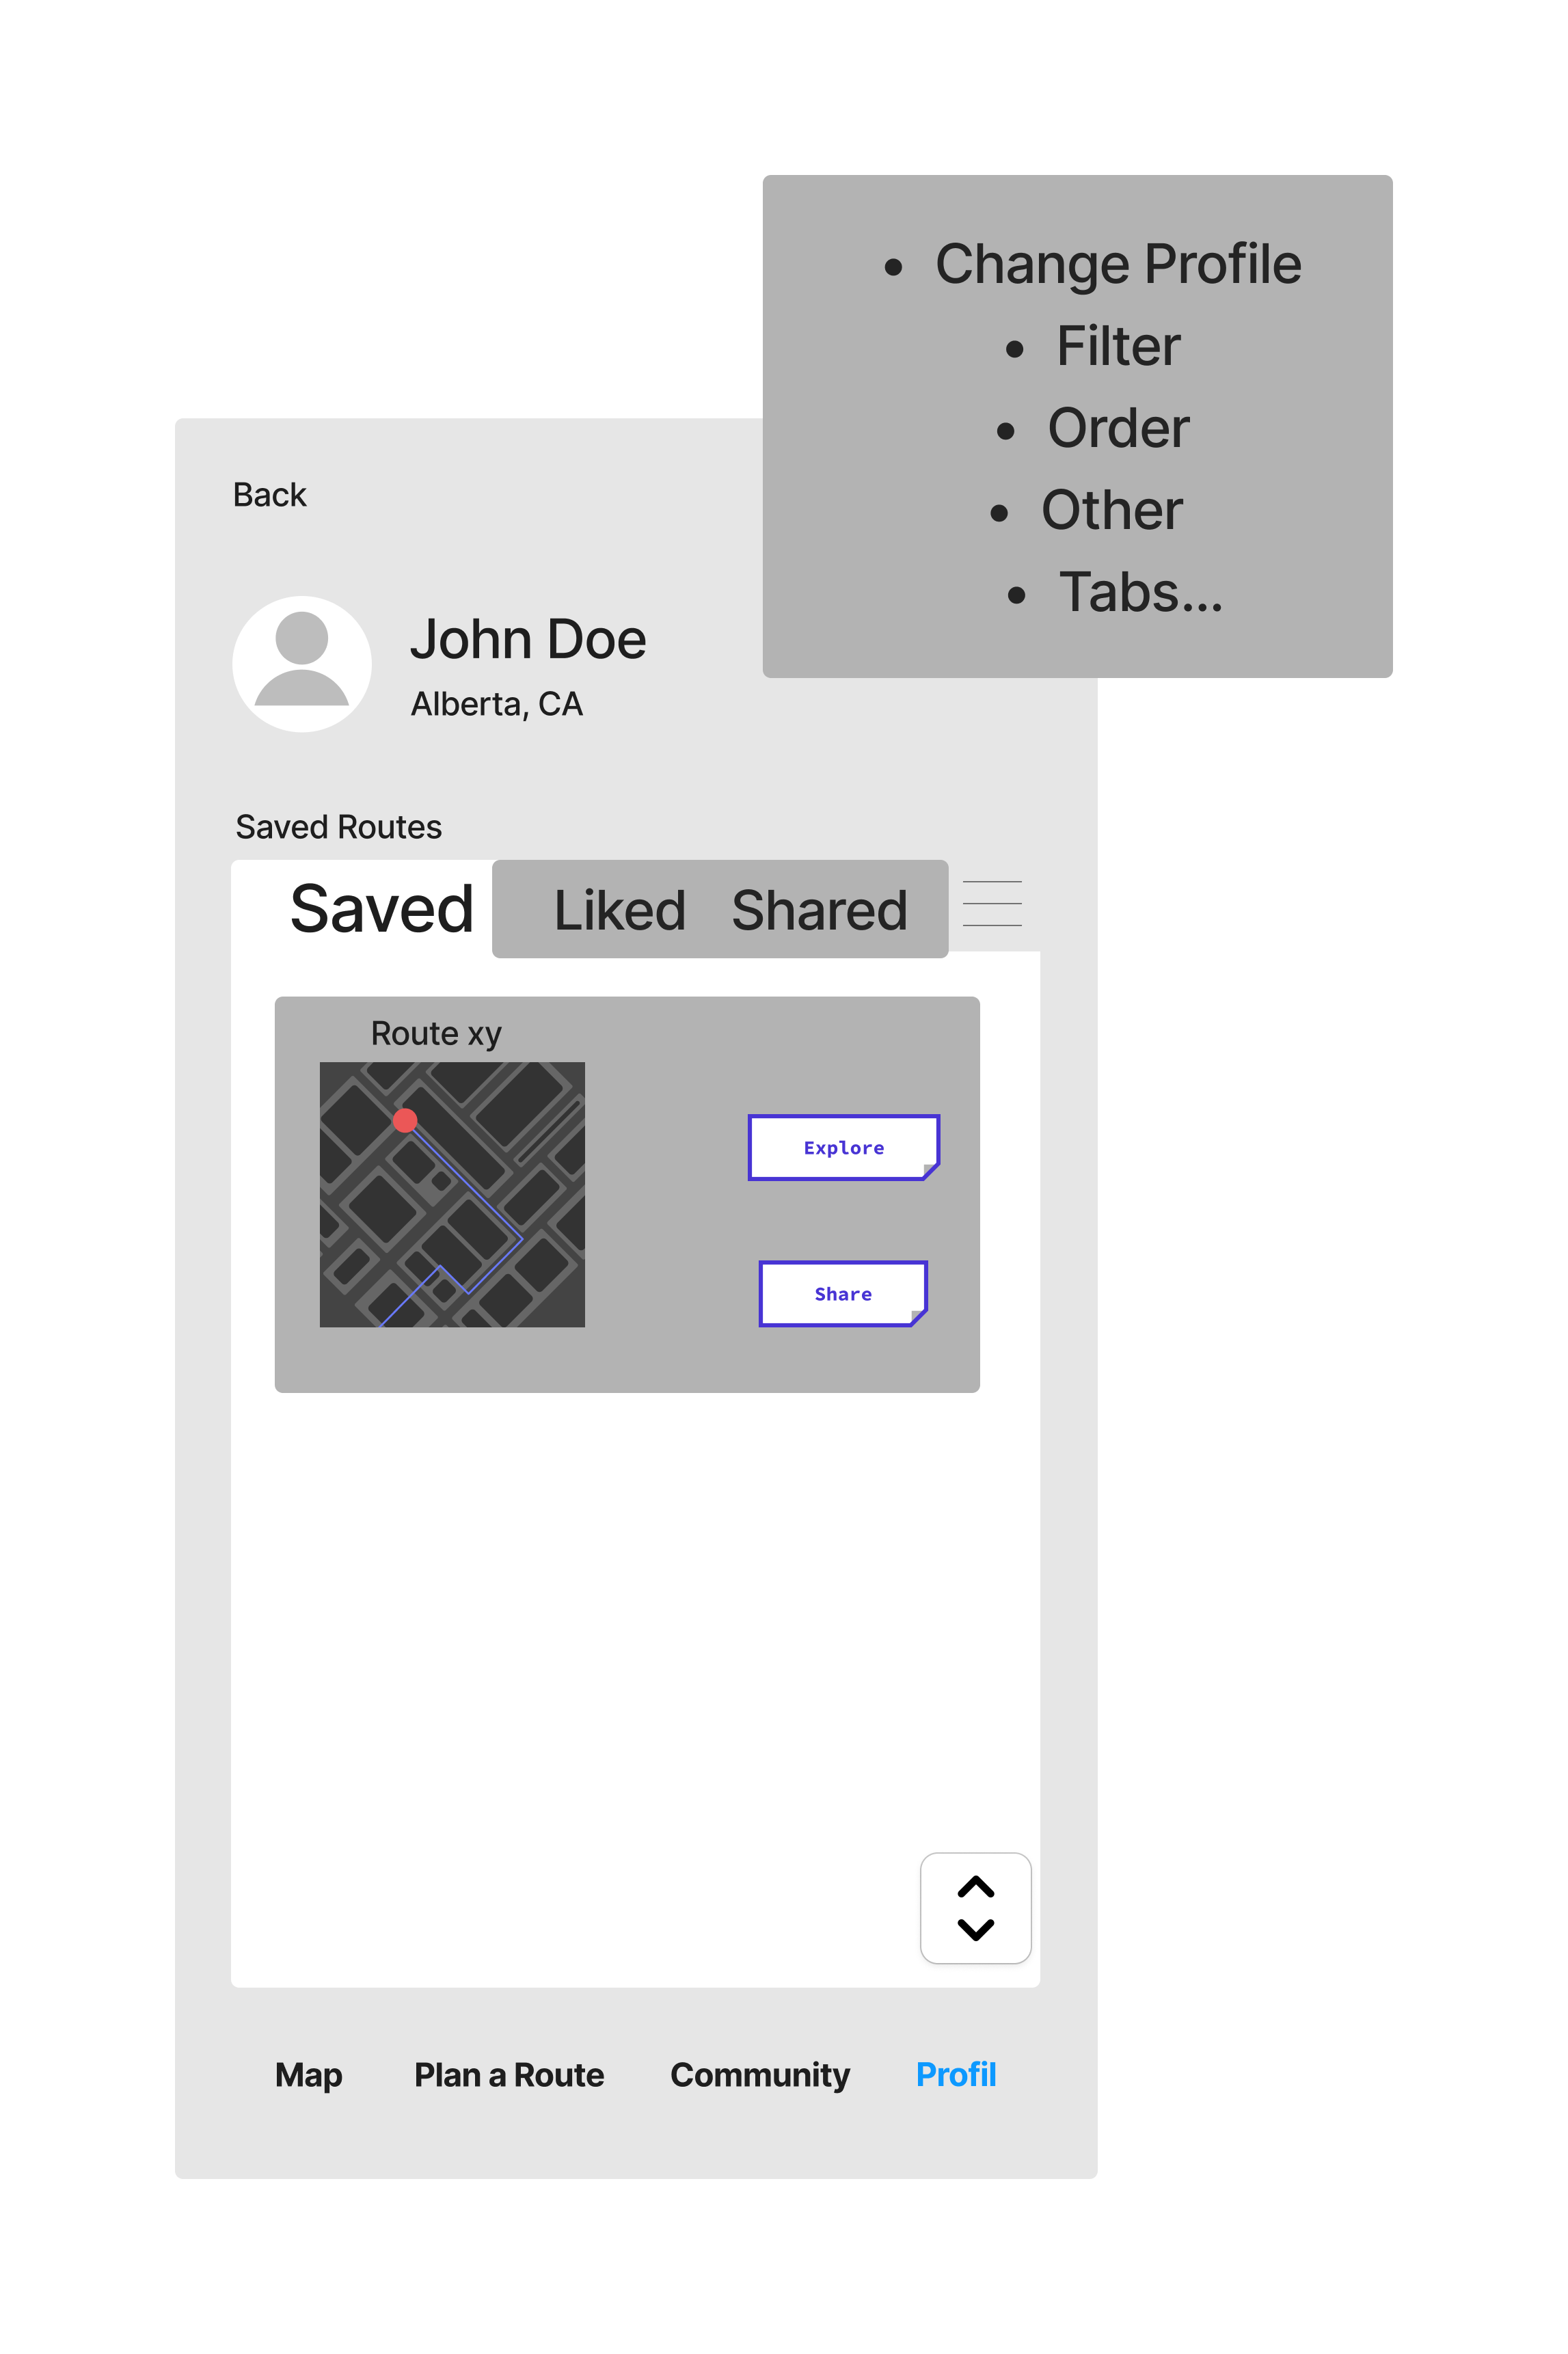 • Change Profile
• Filter
• Order
• Other
• Tabs...
Back
John Doe
Alberta, CA
Saved Routes
Saved Liked Shared
Route xy
Explore
Share
Map Plan a Route Community Profil